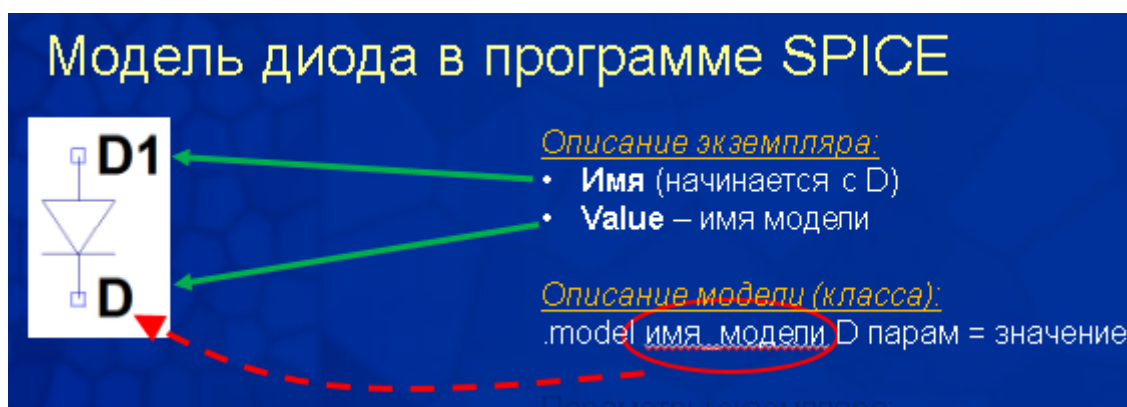 Модель диода в программе SPICE
D1
D
Описание экземпляра:
• Имя (начинается с D)
• Value – имя модели
Описание модели (класса):
.model имя_модели D парам = значение